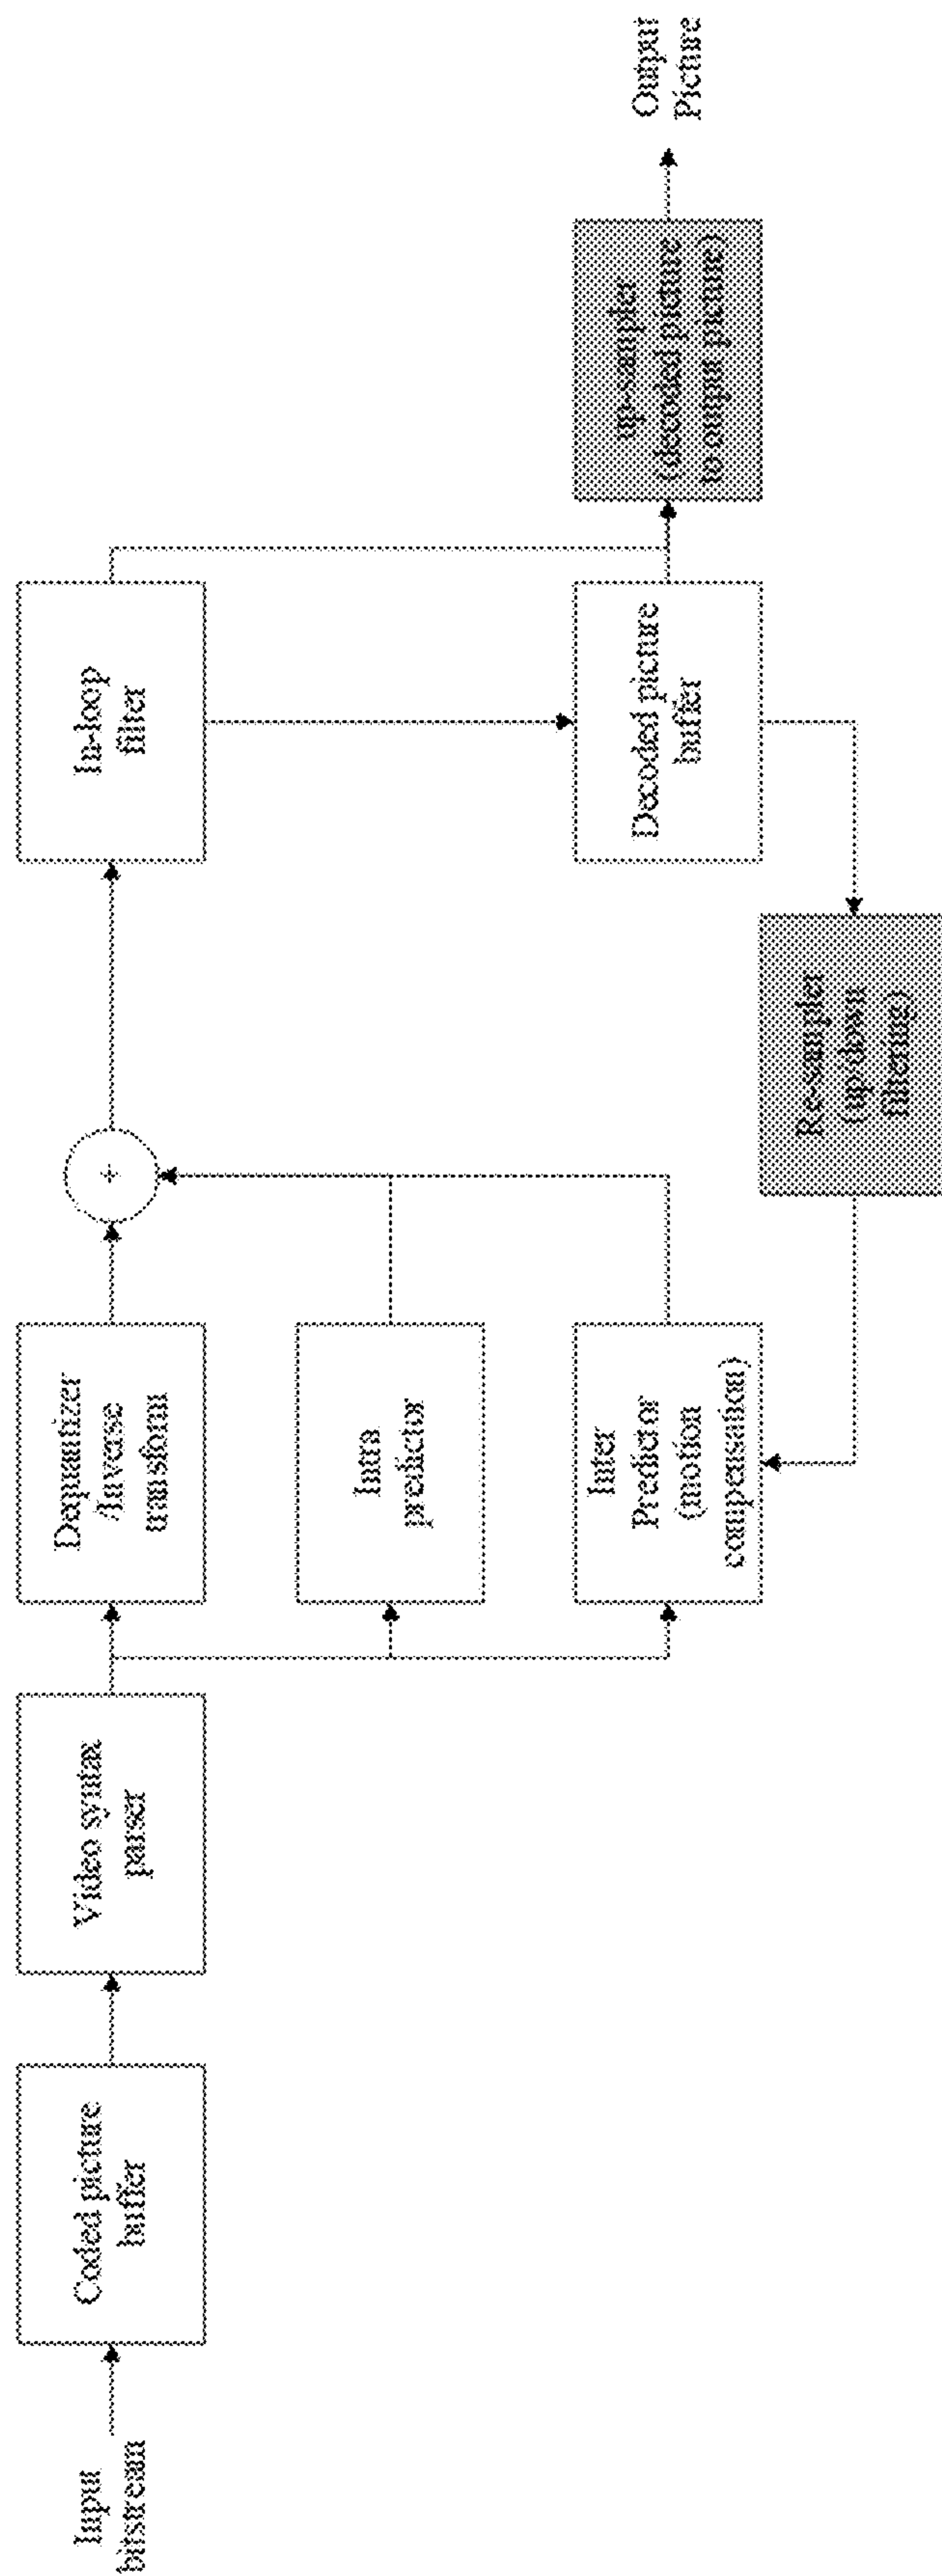 Input
bitstream
Coded picture
buffer
Video syntax
parser
Dequantizer
/Inverse
transform
Intra
predictor
Inter
Predictor
(motion
compensation)
+
In-loop
filter
Decoded picture
buffer
Re-sampler
(up/down
filtering)
up-sampler
(decoded picture
to output picture)
Output
Picture